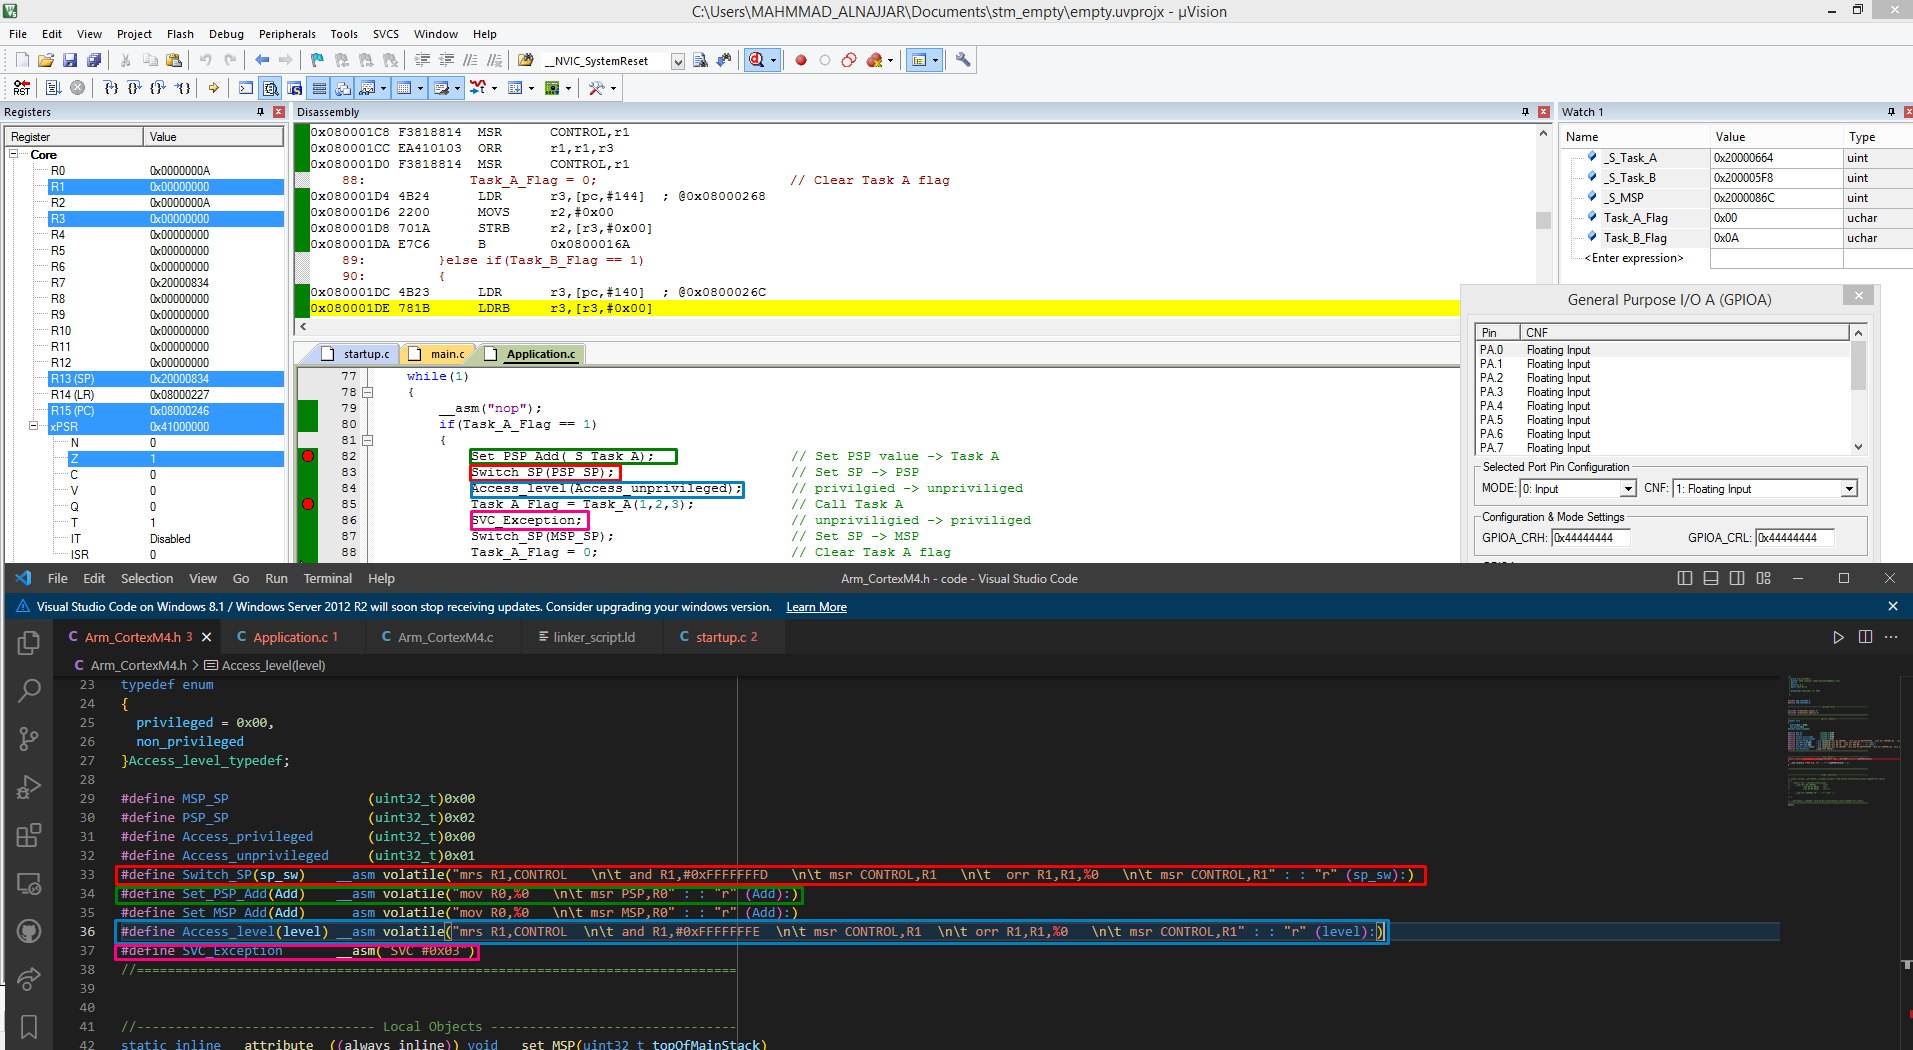 C:\Users\MAHMMAD_ALNAJJAR\Documents\stm_empty\empty.uvprojx - µVision
File Edit View Project Flash Debug Peripherals Tools SVCS Window Help
__NVIC_SystemReset
Registers
Register Value
Core
R0 0x0000000A
R1 0x00000000
R2 0x0000000A
R3 0x00000000
R4 0x00000000
R5 0x00000000
R6 0x00000000
R7 0x20000834
R8 0x00000000
R9 0x00000000
R10 0x00000000
R11 0x00000000
R12 0x00000000
R13 (SP) 0x20000834
R14 (LR) 0x08000227
R15 (PC) 0x08000246
xPSR 0x41000000
N 0
Z 1
C 0
V 0
Q 0
T 1
IT Disabled
ISR 0
Disassembly
0x080001C8 F3818814 MSR CONTROL,r1
0x080001CC EA410103 ORR r1,r1,r3
0x080001D0 F3818814 MSR CONTROL,r1
88: Task_A_Flag = 0; // Clear Task A flag
0x080001D4 4B24 LDR r3,[pc,#144] ; @0x08000268
0x080001D6 2200 MOVS r2,#0x00
0x080001D8 701A STRB r2,[r3,#0x00]
0x080001DA E7C6 B 0x0800016A
89: }else if(Task_B_Flag == 1)
90: {
0x080001DC 4B23 LDR r3,[pc,#140] ; @0x0800026C
0x080001DE 781B LDRB r3,[r3,#0x00]
startup.c main.c Application.c
77 while(1)
78 {
79 __asm("nop");
80 if(Task_A_Flag == 1)
81 {
82 Set_PSP_Add(_S_Task_A); // Set PSP value -> Task A
83 Switch_SP(PSP_SP); // Set SP -> PSP
84 Access_level(Access_unprivileged); // privilgied -> unpriviliged
85 Task_A_Flag = Task_A(1,2,3); // Call Task A
86 SVC_Exception; // unpriviligied -> priviliged
87 Switch_SP(MSP_SP); // Set SP -> MSP
88 Task_A_Flag = 0; // Clear Task A flag
Watch 1
Name Value Type
_S_Task_A 0x20000664 uint
_S_Task_B 0x200005F8 uint
_S_MSP 0x2000086C uint
Task_A_Flag 0x00 uchar
Task_B_Flag 0x0A uchar
<Enter expression>
General Purpose I/O A (GPIOA)
Pin CNF
PA.0 Floating Input
PA.1 Floating Input
PA.2 Floating Input
PA.3 Floating Input
PA.4 Floating Input
PA.5 Floating Input
PA.6 Floating Input
PA.7 Floating Input
Selected Port Pin Configuration
MODE: 0: Input CNF: 1: Floating Input
Configuration & Mode Settings
GPIOA_CRH: 0x44444444 GPIOA_CRL: 0x44444444
File Edit Selection View Go Run Terminal Help
Arm_CortexM4.h - code - Visual Studio Code
Visual Studio Code on Windows 8.1 / Windows Server 2012 R2 will soon stop receiving updates. Consider upgrading your windows version. Learn More
C Arm_CortexM4.h 3 C Application.c 1 C Arm_CortexM4.c linker_script.ld C startup.c 2
C Arm_CortexM4.h > Access_level(level)
23 typedef enum
24 {
25 privileged = 0x00,
26 non_privileged
27 }Access_level_typedef;
28
29 #define MSP_SP (uint32_t)0x00
30 #define PSP_SP (uint32_t)0x02
31 #define Access_privileged (uint32_t)0x00
32 #define Access_unprivileged (uint32_t)0x01
33 #define Switch_SP(sp_sw) __asm volatile("mrs R1,CONTROL \n\t and R1,#0xFFFFFFFD \n\t msr CONTROL,R1 \n\t orr R1,R1,%0 \n\t msr CONTROL,R1" : : "r" (sp_sw):)
34 #define Set_PSP_Add(Add) __asm volatile("mov R0,%0 \n\t msr PSP,R0" : : "r" (Add):)
35 #define Set_MSP_Add(Add) __asm volatile("mov R0,%0 \n\t msr MSP,R0" : : "r" (Add):)
36 #define Access_level(level) __asm volatile("mrs R1,CONTROL \n\t and R1,#0xFFFFFFFE \n\t msr CONTROL,R1 \n\t orr R1,R1,%0 \n\t msr CONTROL,R1" : : "r" (level):)
37 #define SVC_Exception __asm("SVC #0x03")
38 //==============================================================================
39
40
41 //------------------------------- Local Objects --------------------------------
42 static inline __attribute__((always_inline)) void __set_MSP(uint32_t topOfMainStack)